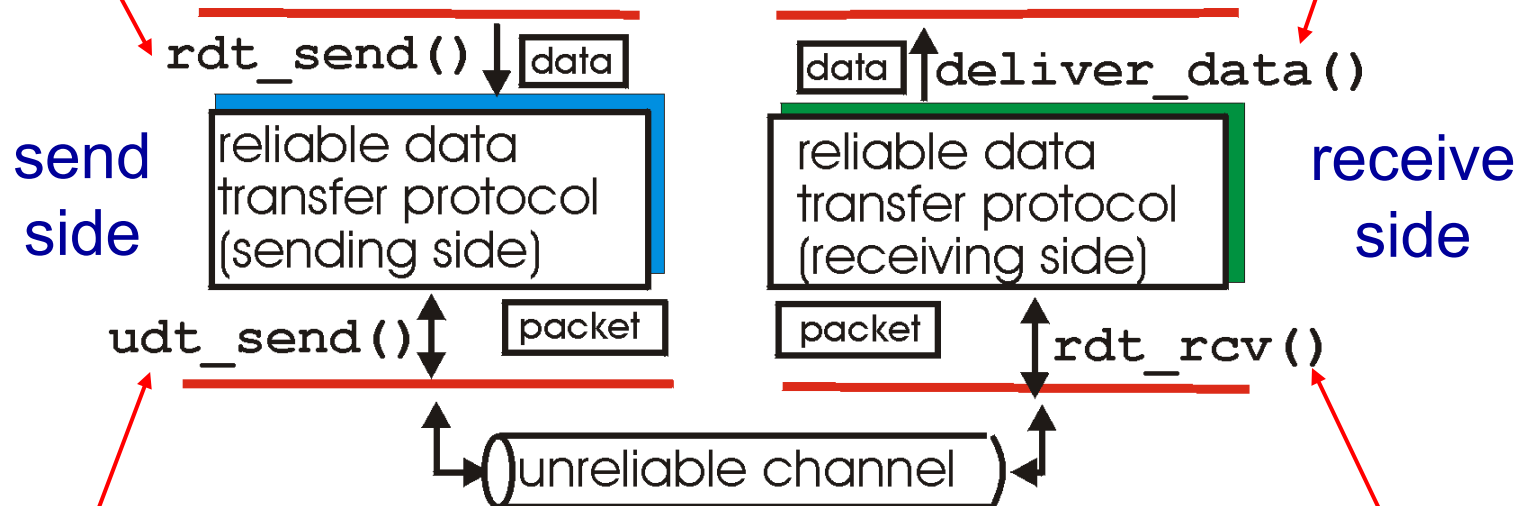 rdt_send()
data
data
deliver_data()
send
side
reliable data
transfer protocol
(sending side)
reliable data
transfer protocol
(receiving side)
receive
side
udt_send()
packet
packet
rdt_rcv()
unreliable channel